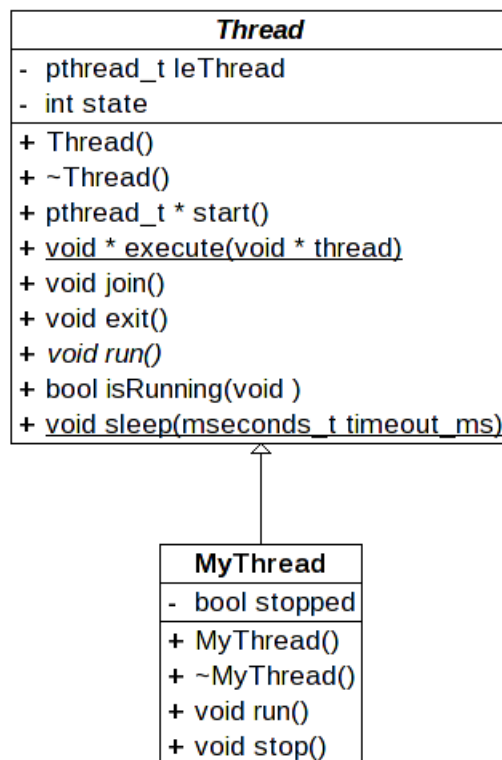 Thread
- pthread_t leThread
- int state
+ Thread()
+ ~Thread()
+ pthread_t * start()
+ void * execute(void * thread)
+ void join()
+ void exit()
+ void run()
+ bool isRunning(void )
+ void sleep(mseconds_t timeout_ms)
MyThread
- bool stopped
+ MyThread()
+ ~MyThread()
+ void run()
+ void stop()